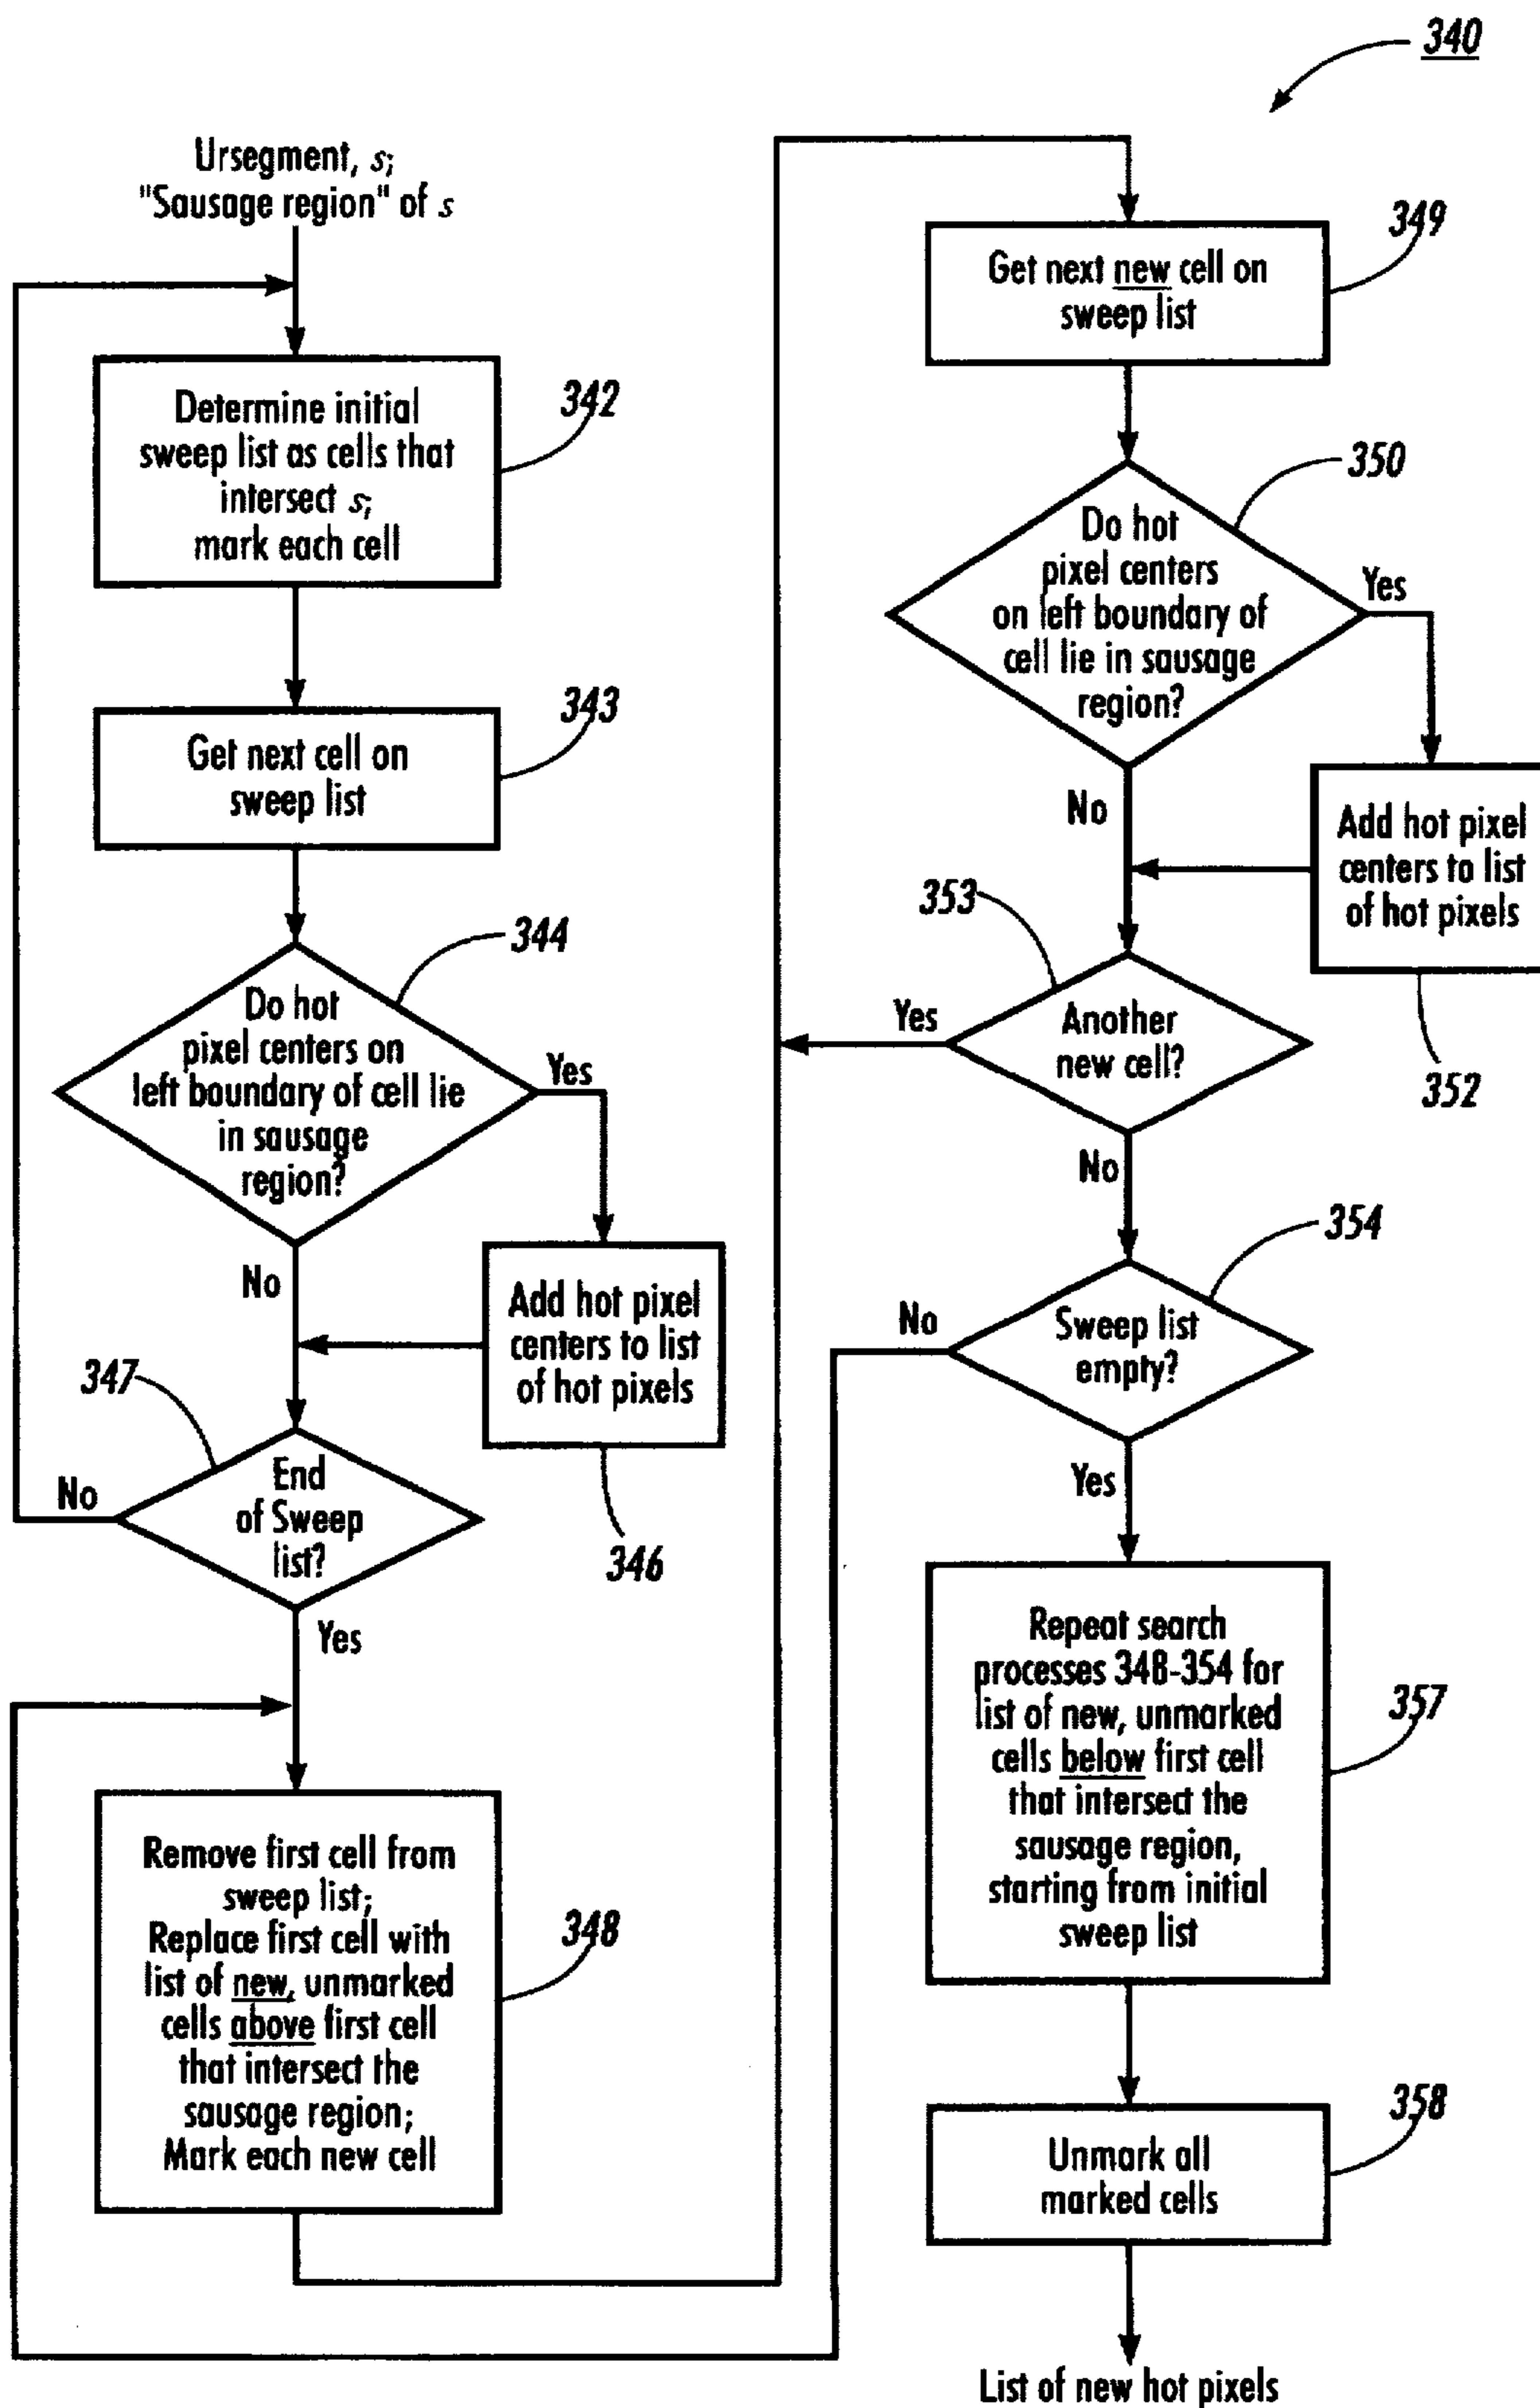 340
Ursegment, s;
"Sausage region" of s
Determine initial
sweep list as cells that
intersect s;
mark each cell
342
Get next cell on
sweep list
343
344
Do hot
pixel centers on
left boundary of cell lie
in sausage
region?
Yes
No
Add hot pixel
centers to list
of hot pixels
346
347
End
of Sweep
list?
No
Yes
Remove first cell from
sweep list;
Replace first cell with
list of new, unmarked
cells above first cell
that intersect the
sausage region;
Mark each new cell
348
Get next new cell on
sweep list
349
350
Do hot
pixel centers
on left boundary of
cell lie in sausage
region?
Yes
No
Add hot pixel
centers to list
of hot pixels
352
353
Another
new cell?
Yes
No
354
Sweep list
empty?
No
Yes
Repeat search
processes 348-354 for
list of new, unmarked
cells below first cell
that intersect the
sausage region,
starting from initial
sweep list
357
Unmark all
marked cells
358
List of new hot pixels